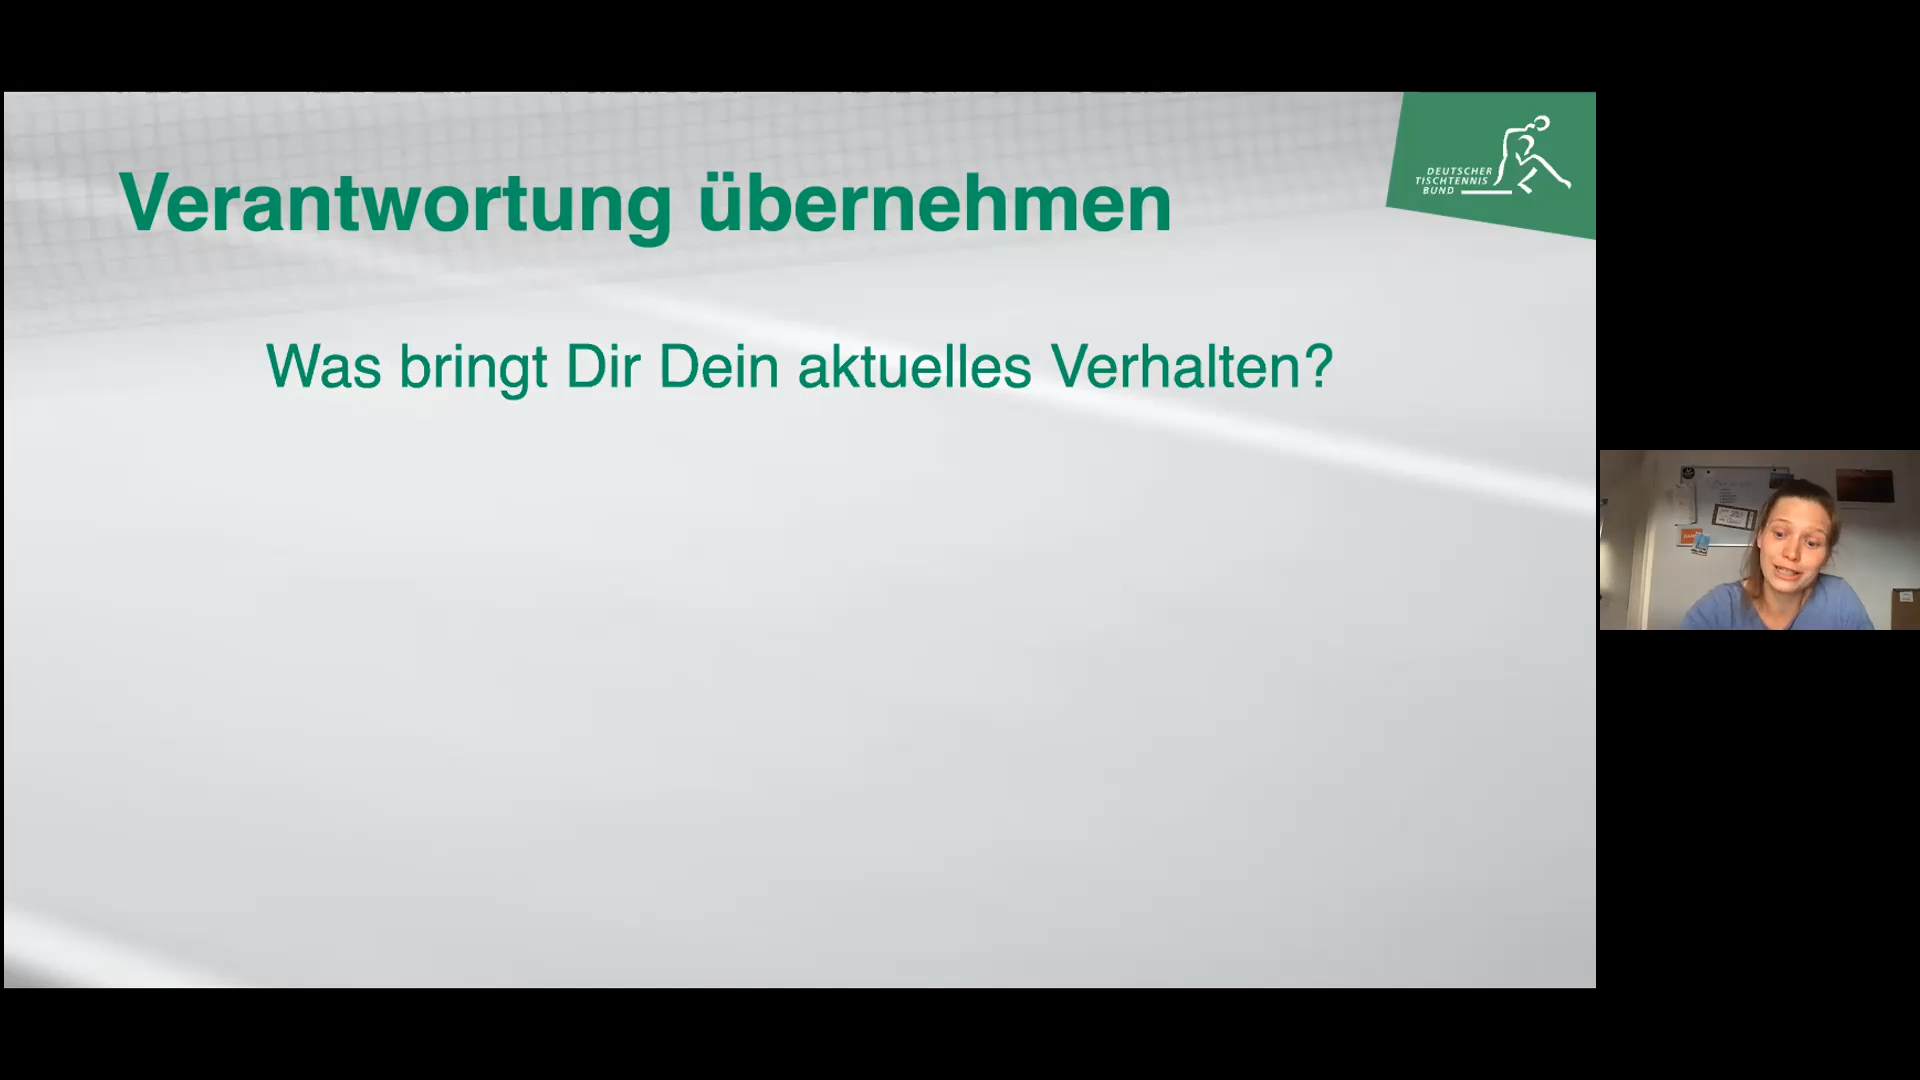 Verantwortung übernehmen
DEUTSCHER
TISCHTENNIS
BUND
Was bringt Dir Dein aktuelles Verhalten?